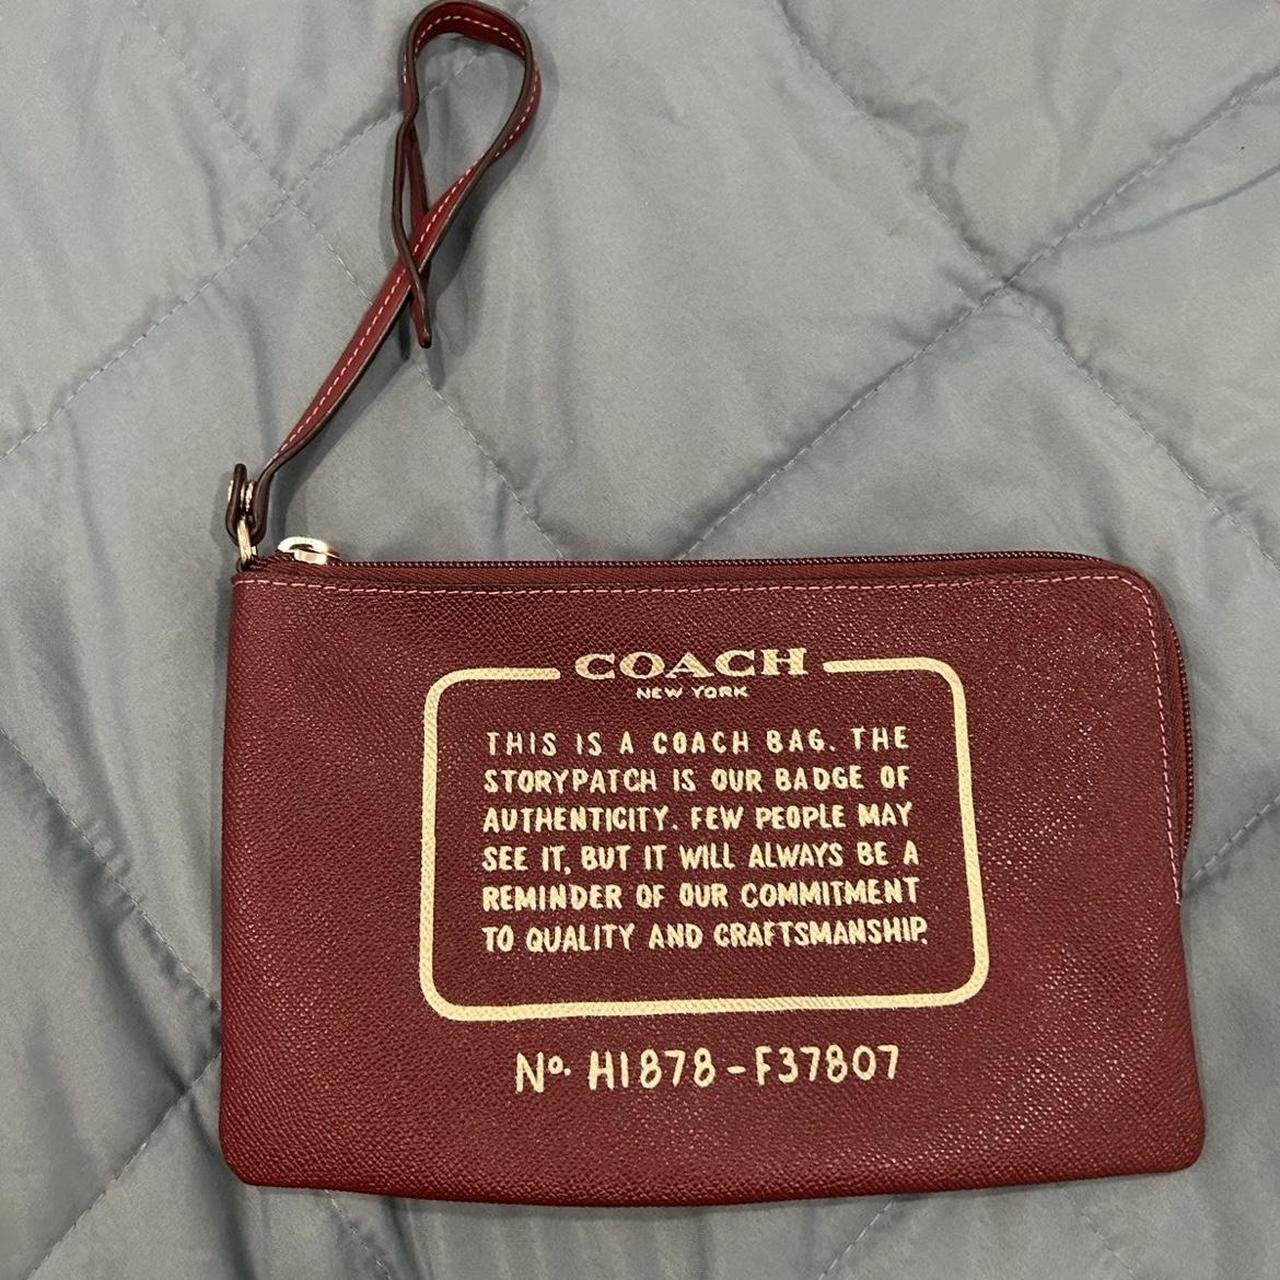 COACH
NEW YORK
THIS IS A COACH BAG. THE
STORYPATCH IS OUR BADGE OF
AUTHENTICITY. FEW PEOPLE MAY
SEE IT, BUT IT WILL ALWAYS BE A
REMINDER OF OUR COMMITMENT
TO QUALITY AND CRAFTSMANSHIP.
Nº. H1878-F37807